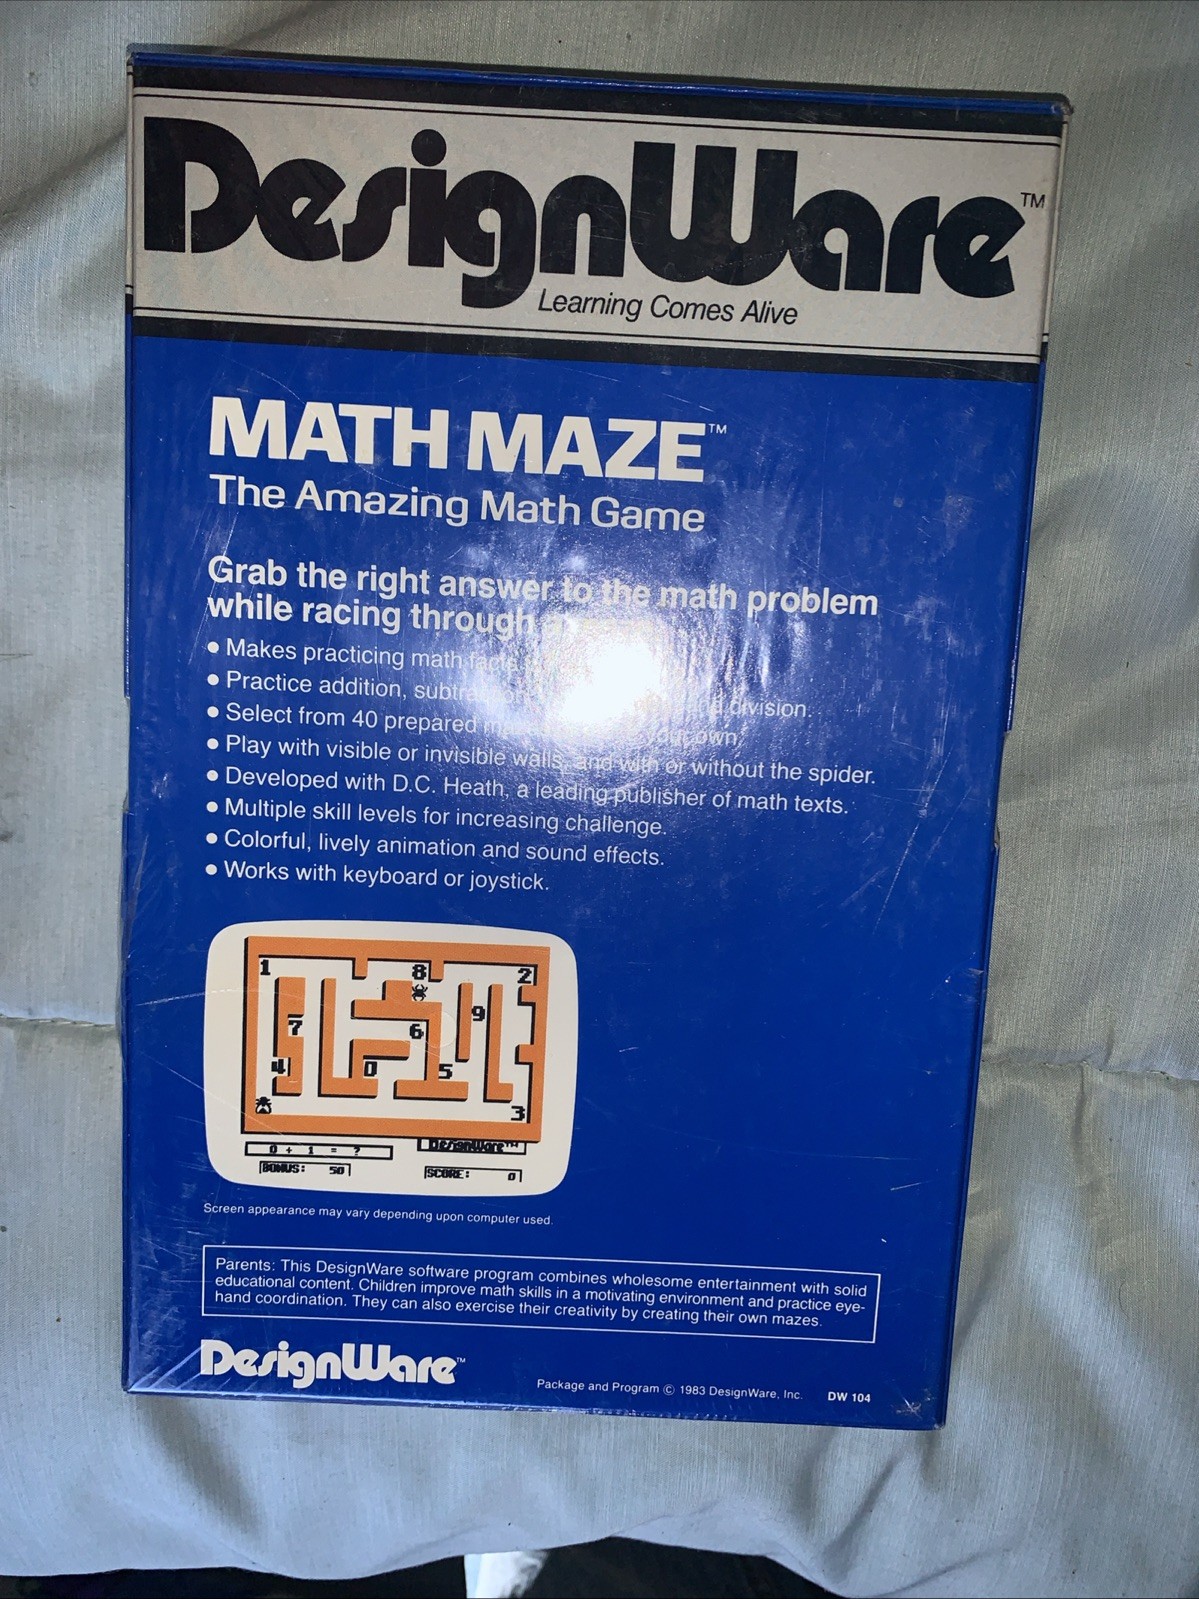 DesignWare™
Learning Comes Alive
MATH MAZE™
The Amazing Math Game
Grab the right answer to the math problem
while racing through a
• Makes practicing math facts
• Practice addition, subtraction and division.
• Select from 40 prepared your own.
• Play with visible or invisible walls, and with or without the spider.
• Developed with D.C. Heath, a leading publisher of math texts.
• Multiple skill levels for increasing challenge.
• Colorful, lively animation and sound effects.
• Works with keyboard or joystick.
1 8 2
7 6 9
4 0 5
3
0 + 1 = ?
DesignWare™
BONUS: 50
SCORE: 0
Screen appearance may vary depending upon computer used.
Parents: This DesignWare software program combines wholesome entertainment with solid
educational content. Children improve math skills in a motivating environment and practice eye-
hand coordination. They can also exercise their creativity by creating their own mazes.
DesignWare™
Package and Program © 1983 DesignWare, Inc. DW 104